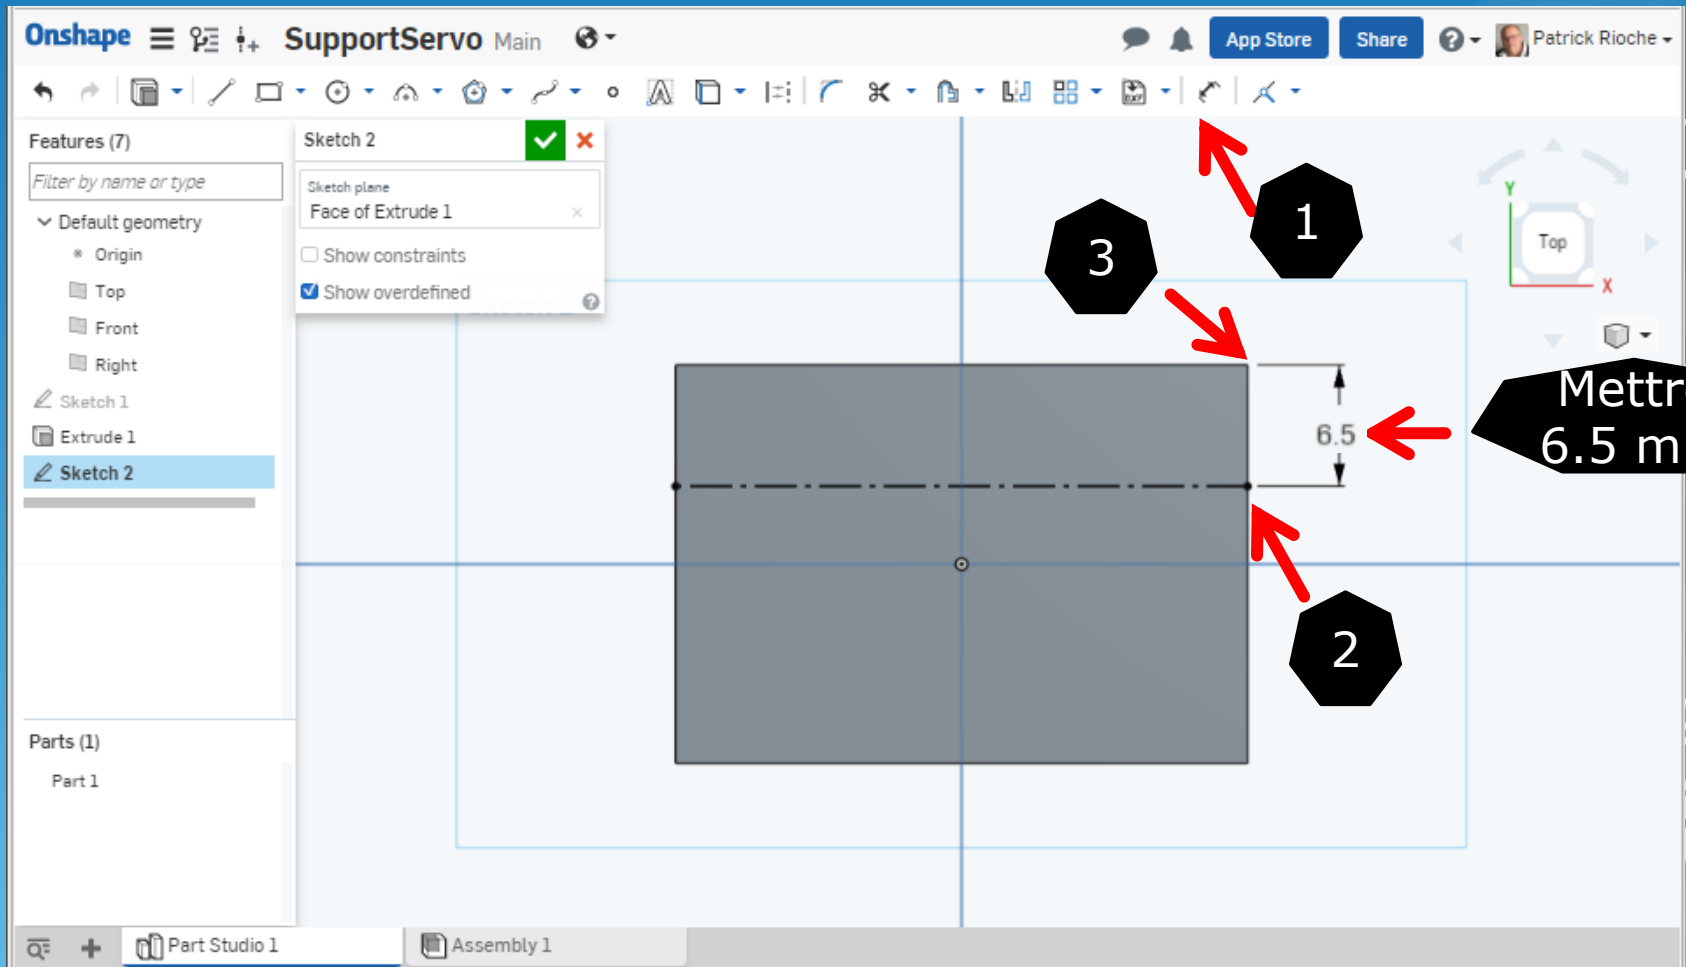 Onshape SupportServo Main App Store Share Patrick Rioche
Features (7)
Filter by name or type
Default geometry
Origin
Top
Front
Right
Sketch 1
Extrude 1
Sketch 2
Sketch 2
Sketch plane
Face of Extrude 1
Show constraints
Show overdefined
1
3
Y
Top
X
6.5
6.5 m
2
Parts (1)
Part 1
Part Studio 1
Assembly 1